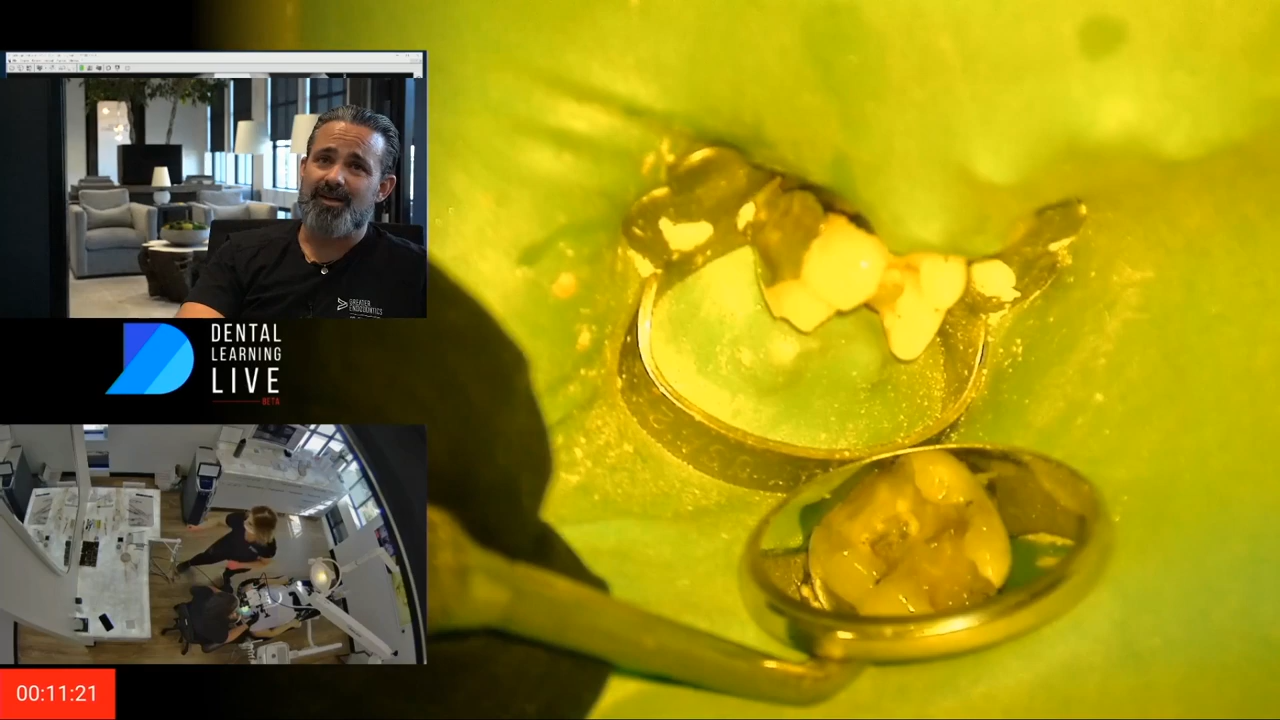 GREATER
ENDODONTICS
DENTAL
LEARNING
LIVE
BETA
00:11:21